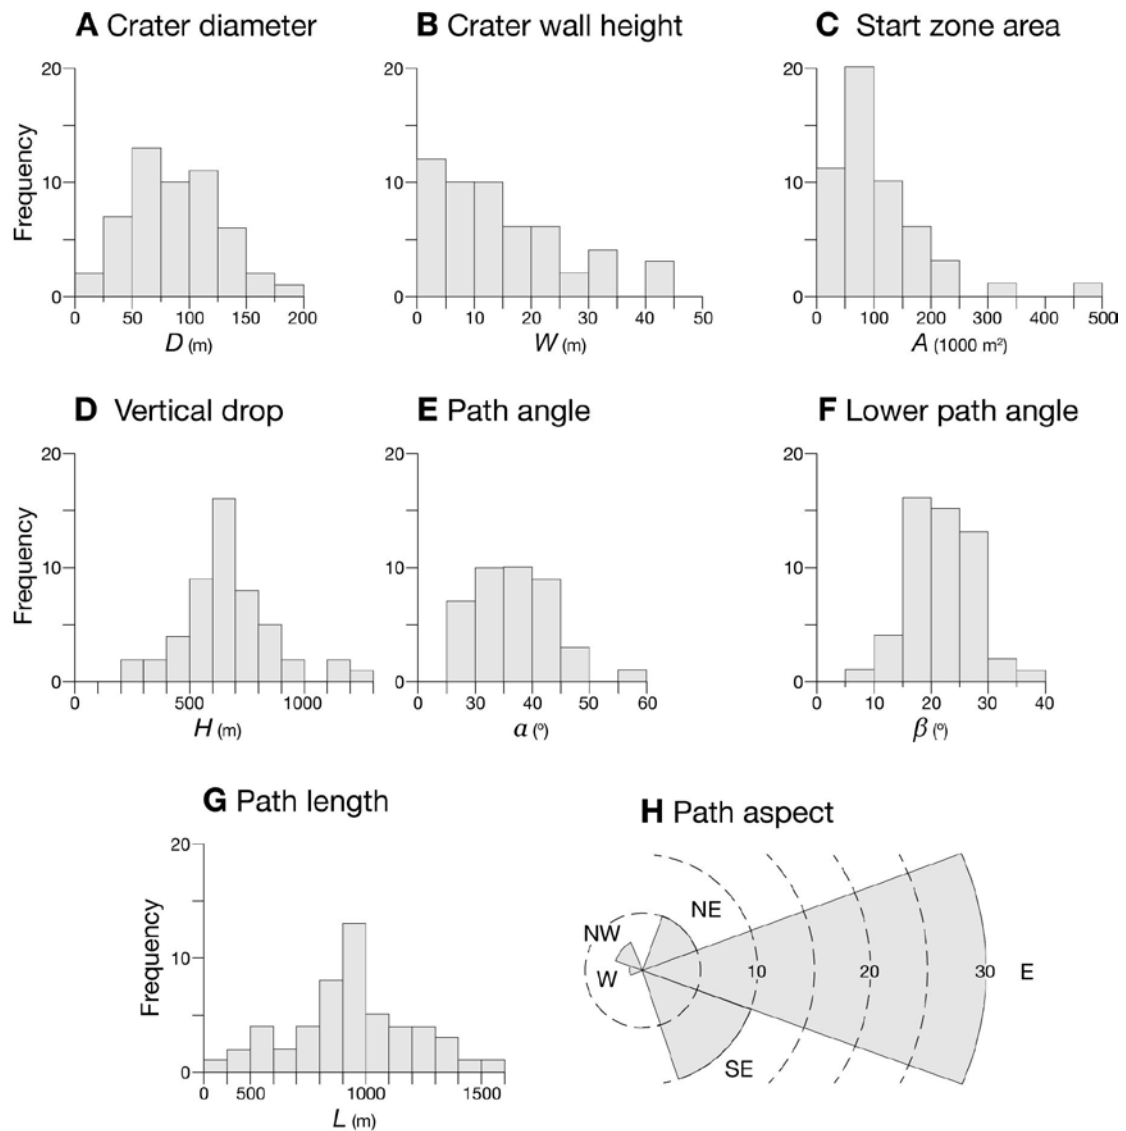 A Crater diameter
B Crater wall height
C Start zone area
20
10
0
Frequency
0 50 100 150 200
D (m)
20
10
0
0 10 20 30 40 50
W (m)
20
10
0
0 100 200 300 400 500
A (1000 m²)
D Vertical drop
E Path angle
F Lower path angle
20
10
0
Frequency
500 1000
H (m)
20
10
0
0 30 40 50 60
α (°)
20
10
0
0 10 20 30 40
β (°)
G Path length
H Path aspect
20
10
0
Frequency
0 500 1000 1500
L (m)
NW
NE
W
10 20 30 E
SE